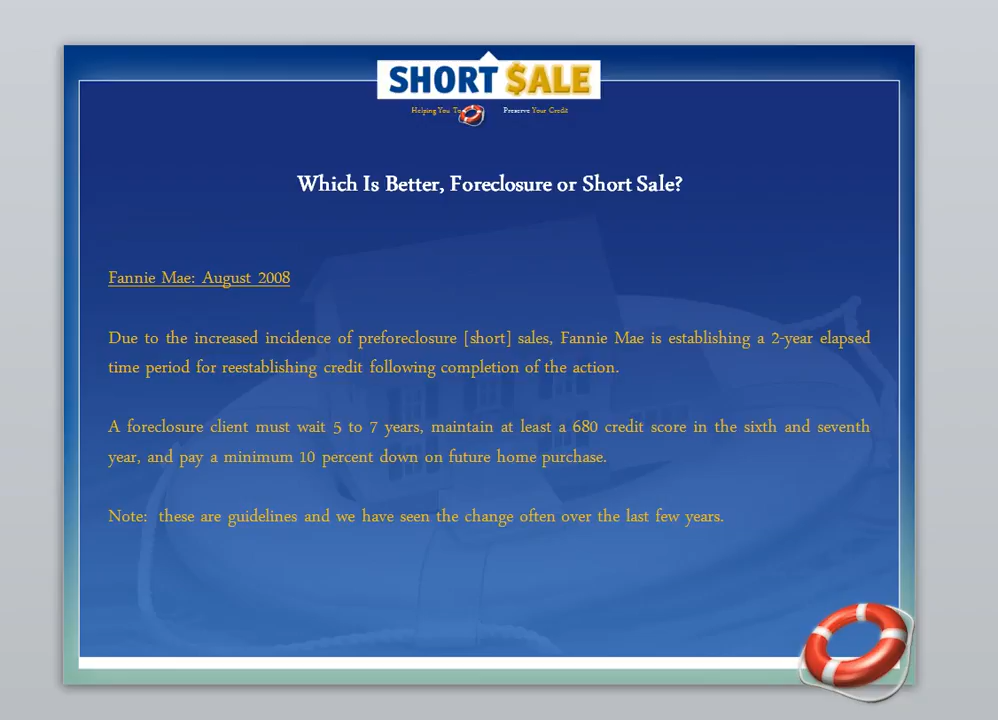 SHORT $ALE
Helping You To Preserve Your Credit
Which Is Better, Foreclosure or Short Sale?
Fannie Mae: August 2008
Due to the increased incidence of preforeclosure [short] sales, Fannie Mae is establishing a 2-year elapsed
time period for reestablishing credit following completion of the action.
A foreclosure client must wait 5 to 7 years, maintain at least a 680 credit score in the sixth and seventh
year, and pay a minimum 10 percent down on future home purchase.
Note: these are guidelines and we have seen the change often over the last few years.